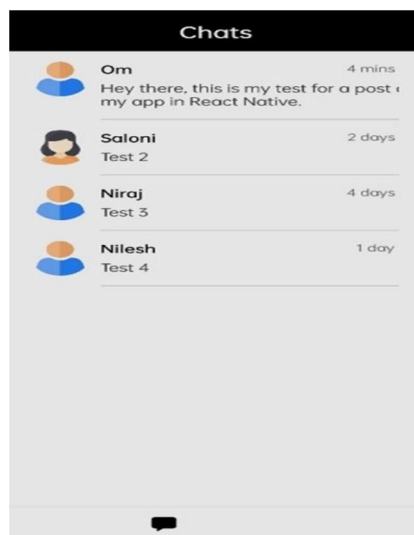 Chats
Om 4 mins
Hey there, this is my test for a post
my app in React Native.
Saloni 2 days
Test 2
Niraj 4 days
Test 3
Nilesh 1 day
Test 4